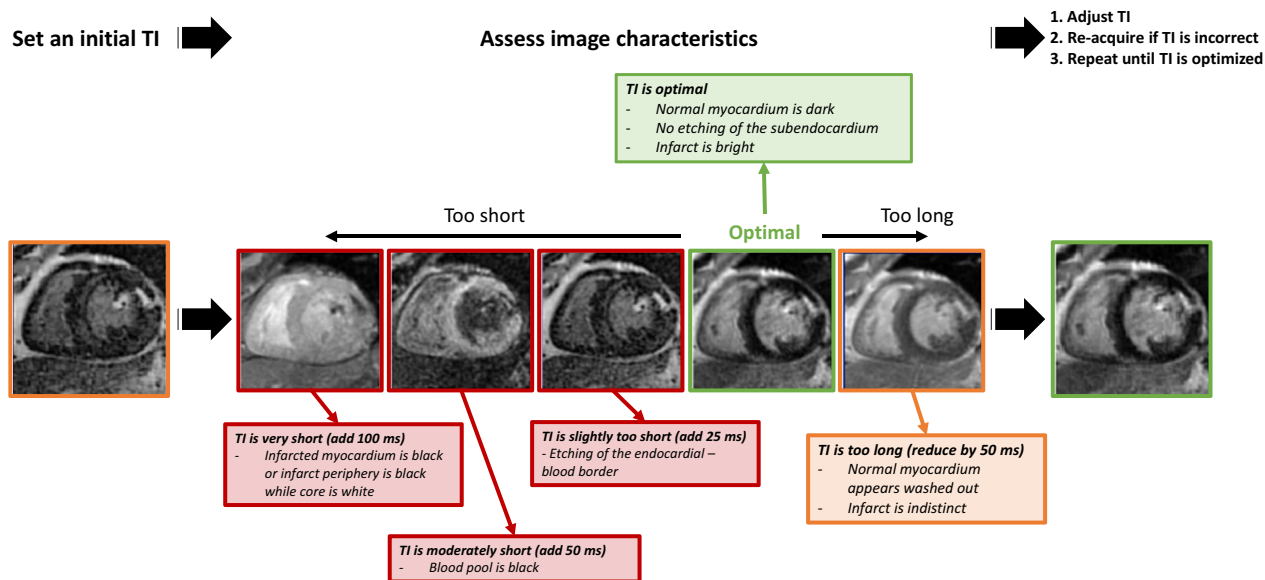 Set an initial TI
Assess image characteristics
1. Adjust TI
2. Re-acquire if TI is incorrect
3. Repeat until TI is optimized
TI is optimal
- Normal myocardium is dark
- No etching of the subendocardium
- Infarct is bright
Too short
Optimal
Too long
TI is very short (add 100 ms)
- Infarcted myocardium is black
or infarct periphery is black
while core is white
TI is slightly too short (add 25 ms)
- Etching of the endocardial –
blood border
TI is too long (reduce by 50 ms)
- Normal myocardium
appears washed out
- Infarct is indistinct
TI is moderately short (add 50 ms)
- Blood pool is black